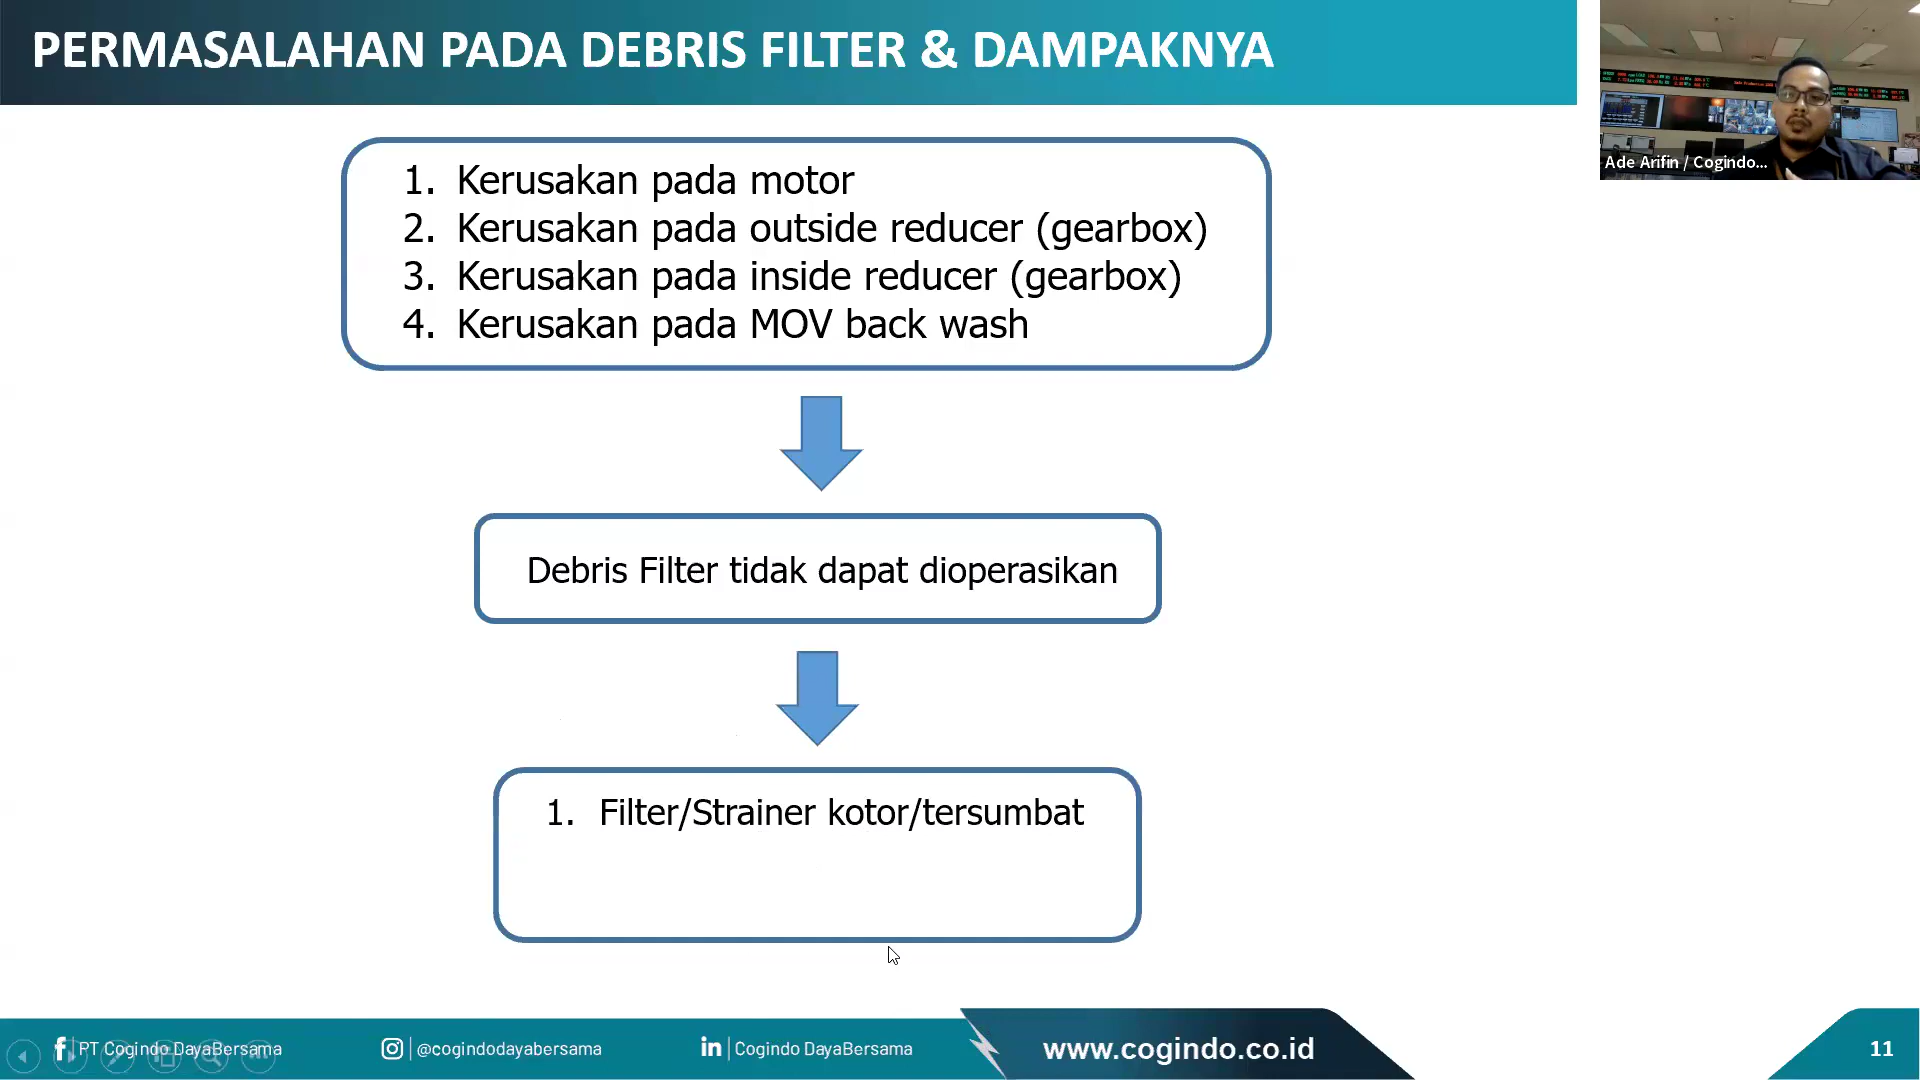 PERMASALAHAN PADA DEBRIS FILTER & DAMPAKNYA
Ade Arifin / Cogindo...
1. Kerusakan pada motor
2. Kerusakan pada outside reducer (gearbox)
3. Kerusakan pada inside reducer (gearbox)
4. Kerusakan pada MOV back wash
Debris Filter tidak dapat dioperasikan
1. Filter/Strainer kotor/tersumbat
PT Cogindo DayaBersama
@cogindodayabersama
Cogindo DayaBersama
www.cogindo.co.id
11